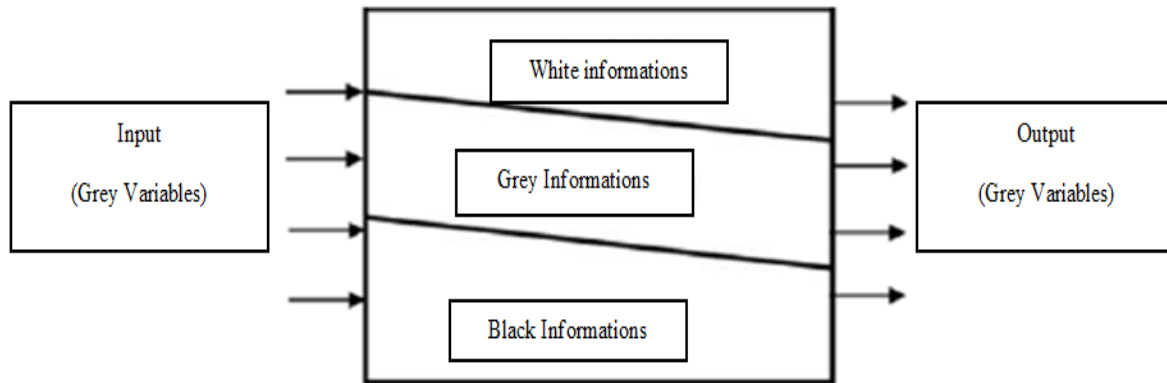 Input
(Grey Variables)
White informations
Grey Informations
Black Informations
Output
(Grey Variables)